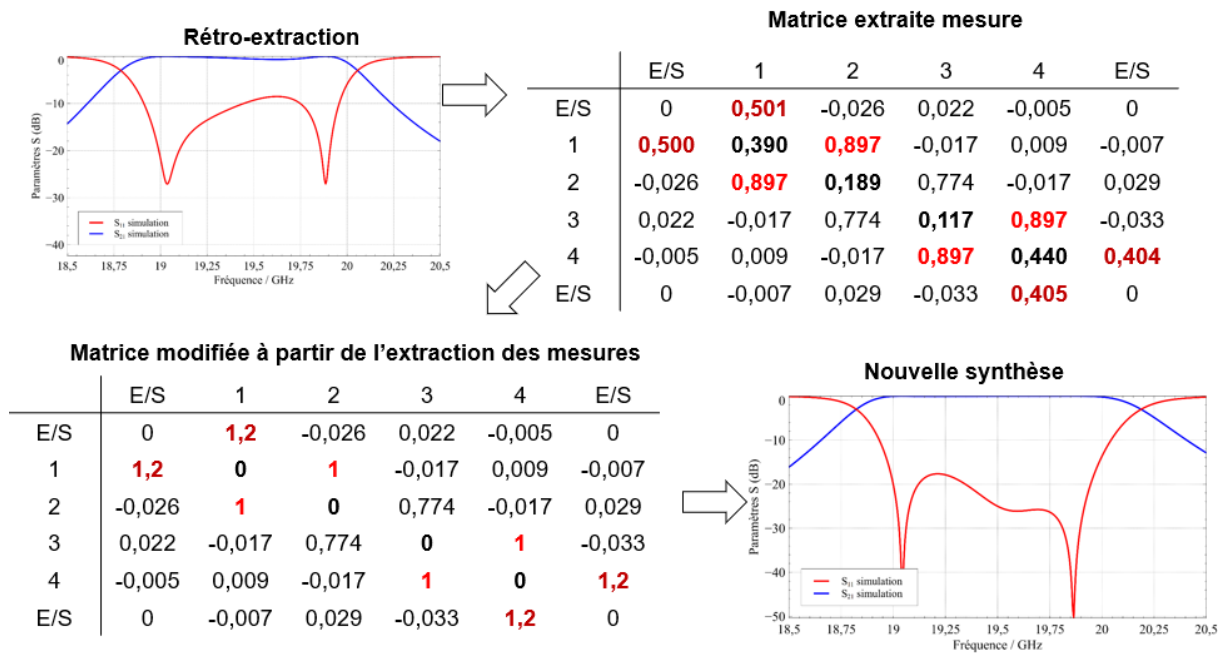 Rétro-extraction
0
−10
−20
−30
−40
Paramètres S (dB)
S11 simulation
S21 simulation
18,5 18,75 19 19,25 19,5 19,75 20 20,25 20,5
Fréquence / GHz
Matrice extraite mesure
E/S 1 2 3 4 E/S
E/S 0 0,501 -0,026 0,022 -0,005 0
1 0,500 0,390 0,897 -0,017 0,009 -0,007
2 -0,026 0,897 0,189 0,774 -0,017 0,029
3 0,022 -0,017 0,774 0,117 0,897 -0,033
4 -0,005 0,009 -0,017 0,897 0,440 0,404
E/S 0 -0,007 0,029 -0,033 0,405 0
Matrice modifiée à partir de l’extraction des mesures
E/S 1 2 3 4 E/S
E/S 0 1,2 -0,026 0,022 -0,005 0
1 1,2 0 1 -0,017 0,009 -0,007
2 -0,026 1 0 0,774 -0,017 0,029
3 0,022 -0,017 0,774 0 1 -0,033
4 -0,005 0,009 -0,017 1 0 1,2
E/S 0 -0,007 0,029 -0,033 1,2 0
Nouvelle synthèse
0
−10
−20
−30
−40
−50
Paramètres S (dB)
S11 simulation
S21 simulation
18,5 18,75 19 19,25 19,5 19,75 20 20,25 20,5
Fréquence / GHz